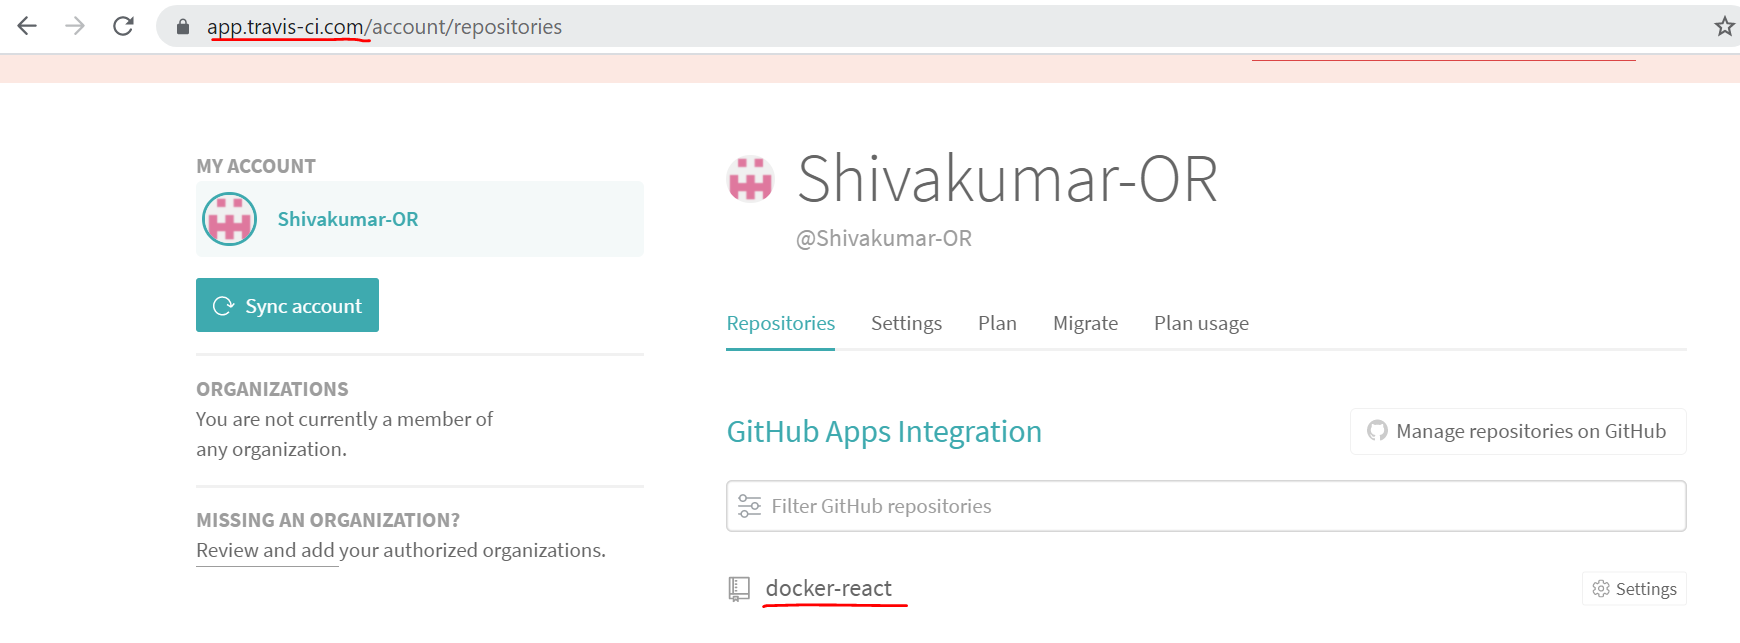 app.travis-ci.com/account/repositories
MY ACCOUNT
Shivakumar-OR
Sync account
ORGANIZATIONS
You are not currently a member of
any organization.
MISSING AN ORGANIZATION?
Review and add your authorized organizations.
Shivakumar-OR
@Shivakumar-OR
Repositories Settings Plan Migrate Plan usage
GitHub Apps Integration
Manage repositories on GitHub
Filter GitHub repositories
docker-react
Settings